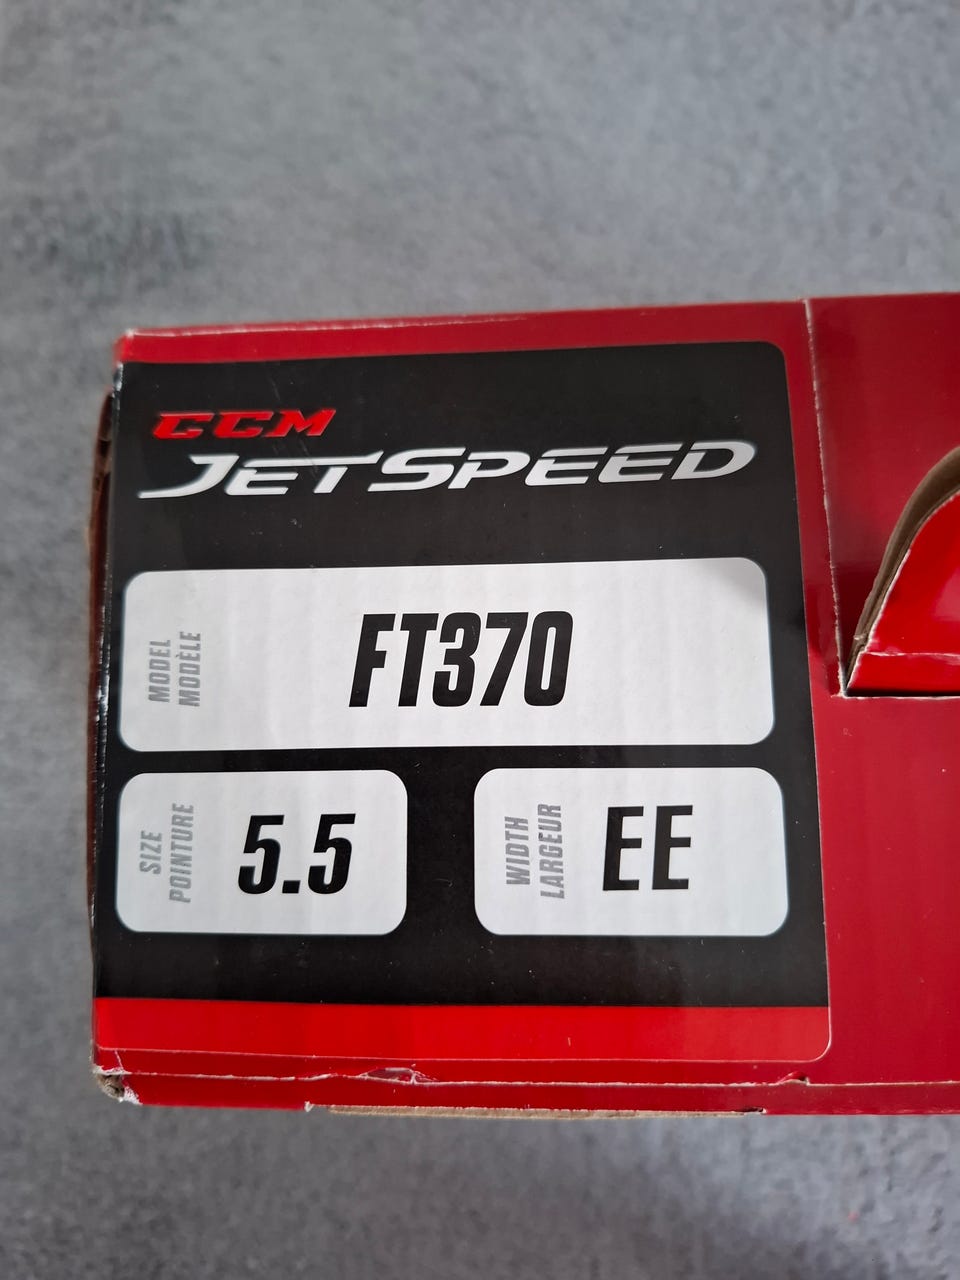 CCM
JETSPEED
MODEL
MODÈLE
FT370
SIZE
POINTURE
5.5
WIDTH
LARGEUR
EE